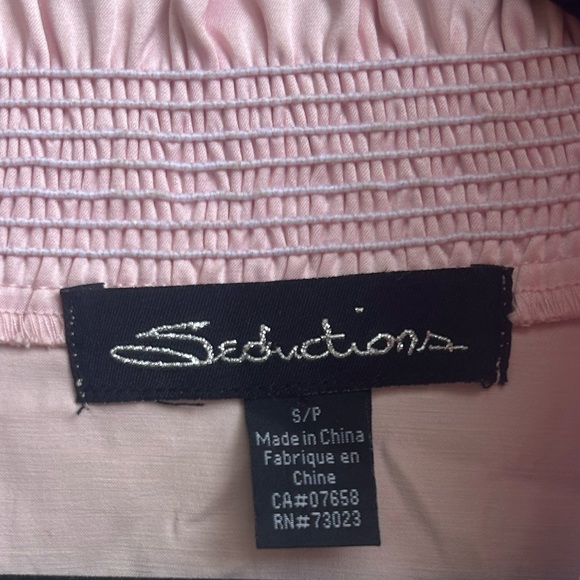 Seductions
S/P
Made in China
Fabrique en
Chine
CA#07658
RN#73023